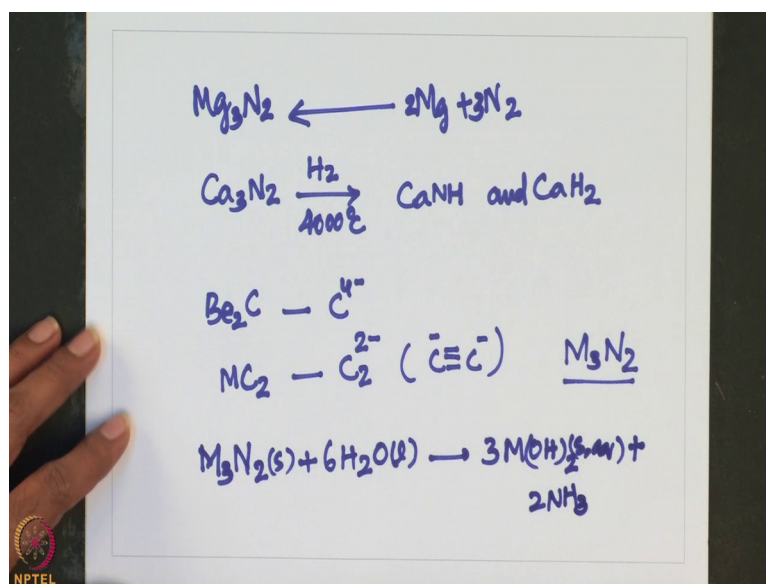 Mg3N2 ⟵ 2Mg + 3N2
Ca3N2 ⟶ CaNH and CaH2
H2
400°C
Be2C — C4-
MC2 — C2 2- (C̄≡C̄) M3N2
M3N2(s) + 6H2O(l) ⟶ 3M(OH)2(s, aq) +
2NH3
NPTEL